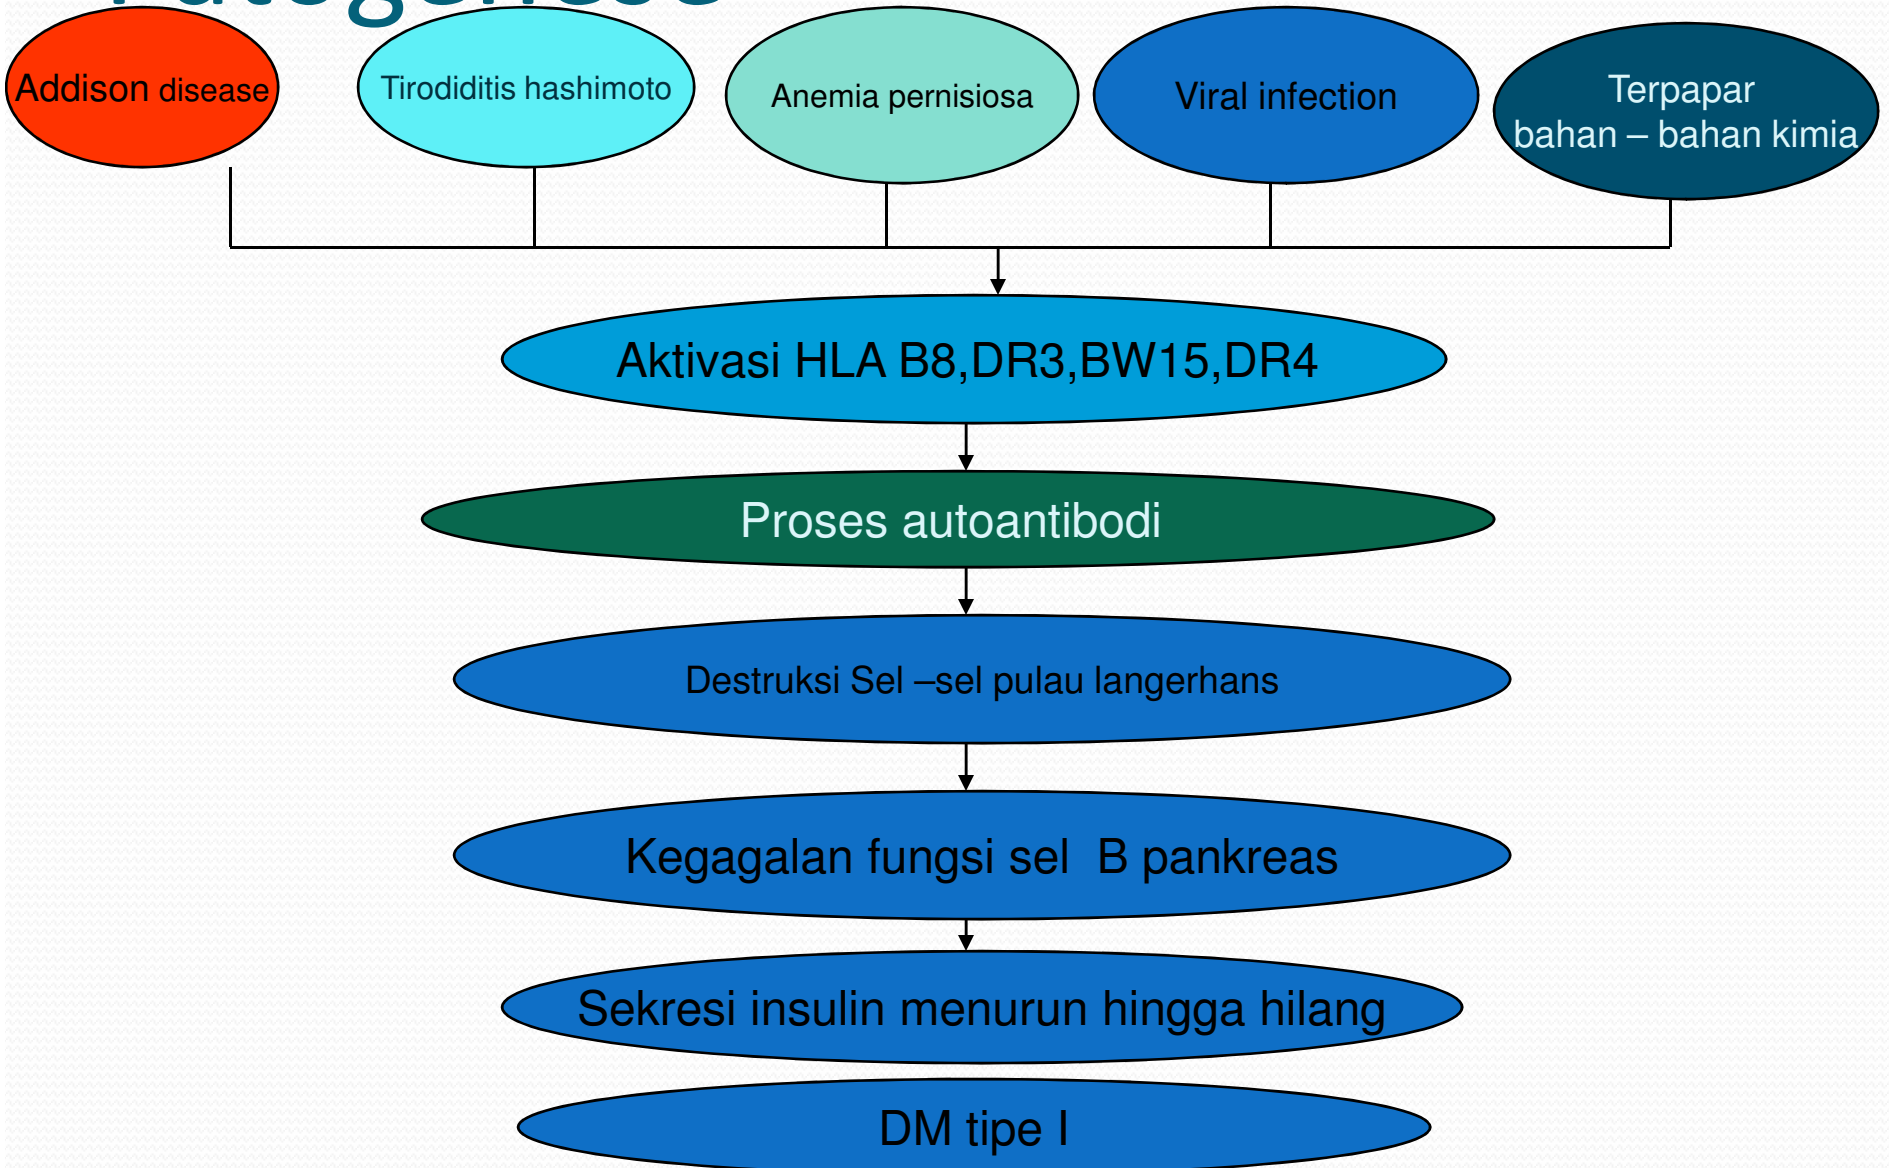 Addison disease
Tirodiditis hashimoto
Anemia pernisiosa
Viral infection
Terpapar
bahan – bahan kimia
Aktivasi HLA B8,DR3,BW15,DR4
Proses autoantibodi
Destruksi Sel –sel pulau langerhans
Kegagalan fungsi sel B pankreas
Sekresi insulin menurun hingga hilang
DM tipe I